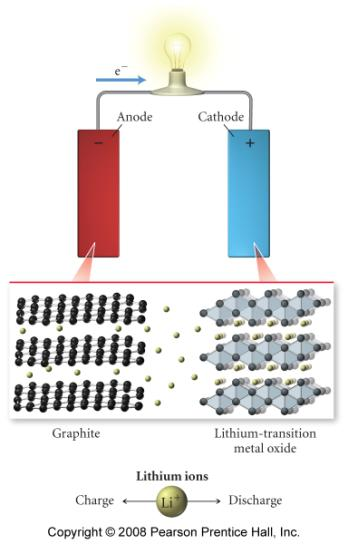 e⁻
Anode
Cathode
−
+
Graphite
Lithium-transition
metal oxide
Lithium ions
Charge
Li⁺
Discharge
Copyright © 2008 Pearson Prentice Hall, Inc.